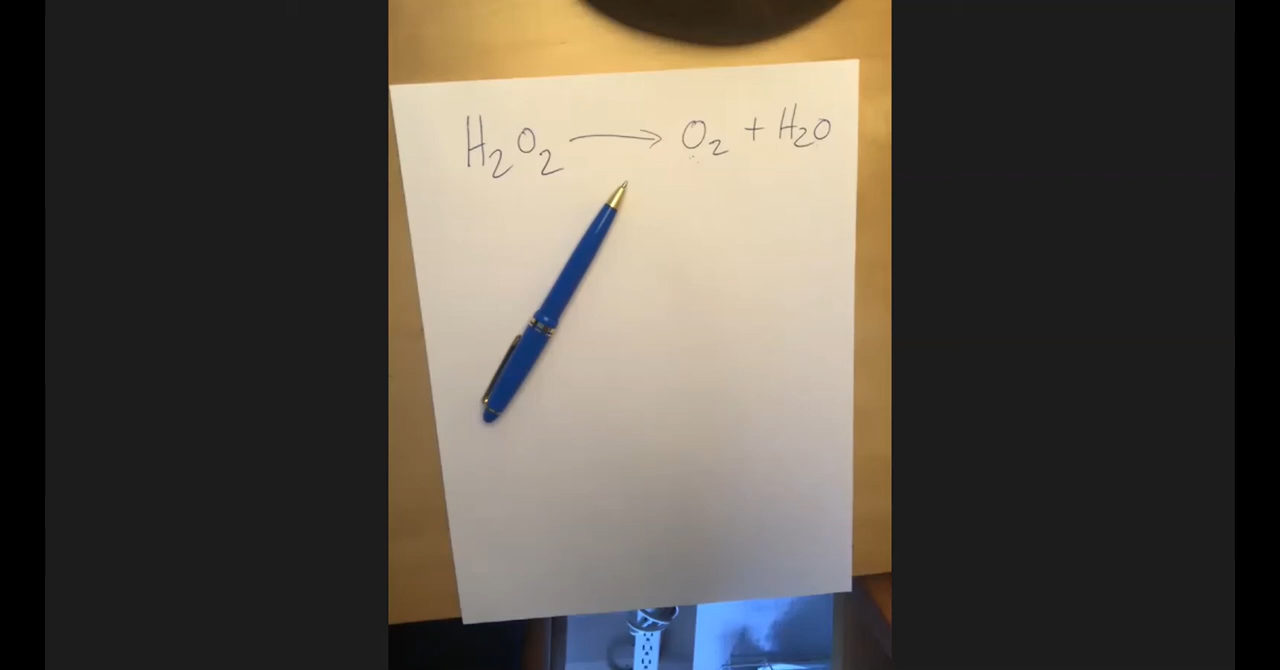 H₂O₂ → O₂ + H₂O